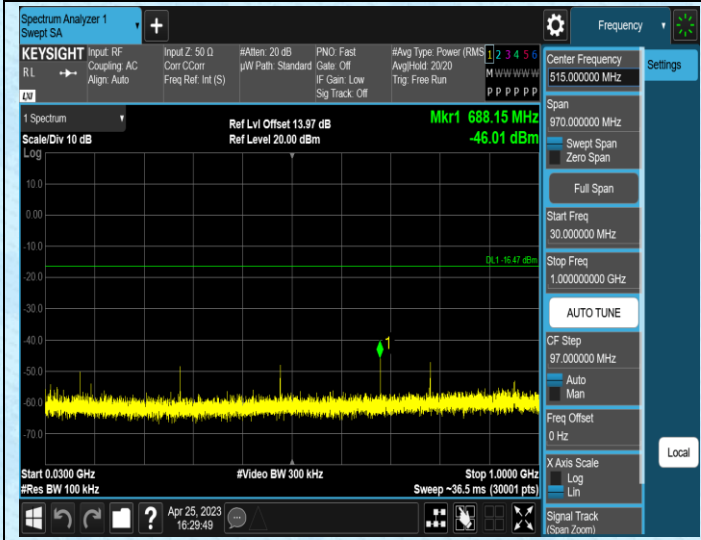 Spectrum Analyzer 1
Swept SA
Frequency
KEYSIGHT
RL
LXI
Input: RF
Coupling: AC
Align: Auto
Input Z: 50 Ω
Corr CCorr
Freq Ref: Int (S)
#Atten: 20 dB
µW Path: Standard
PNO: Fast
Gate: Off
IF Gain: Low
Sig Track: Off
#Avg Type: Power (RMS
Avg|Hold: 20/20
Trig: Free Run
1 2 3 4 5 6
M W W W W W
P P P P P P
1 Spectrum
Scale/Div 10 dB
Log
Ref Lvl Offset 13.97 dB
Ref Level 20.00 dBm
Mkr1 688.15 MHz
-46.01 dBm
10.0
0.00
-10.0
DL1 -16.47 dBm
-20.0
-30.0
-40.0
1
-50.0
-60.0
-70.0
Start 0.0300 GHz
#Res BW 100 kHz
#Video BW 300 kHz
Stop 1.0000 GHz
Sweep ~36.5 ms (30001 pts)
?
Apr 25, 2023
16:29:49
Center Frequency
515.000000 MHz
Settings
Span
970.000000 MHz
Swept Span
Zero Span
Full Span
Start Freq
30.000000 MHz
Stop Freq
1.000000000 GHz
AUTO TUNE
CF Step
97.000000 MHz
Auto
Man
Freq Offset
0 Hz
Local
X Axis Scale
Log
Lin
Signal Track
(Span Zoom)